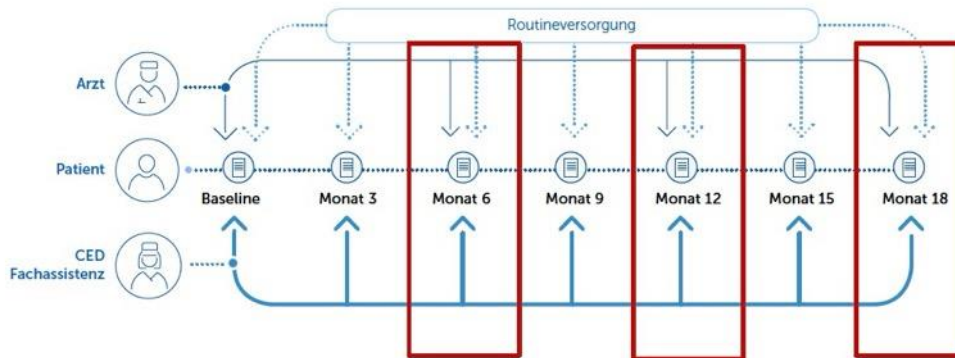 Routineversorgung
Arzt
Patient
Baseline
Monat 3
Monat 6
Monat 9
Monat 12
Monat 15
Monat 18
CED
Fachassistenz